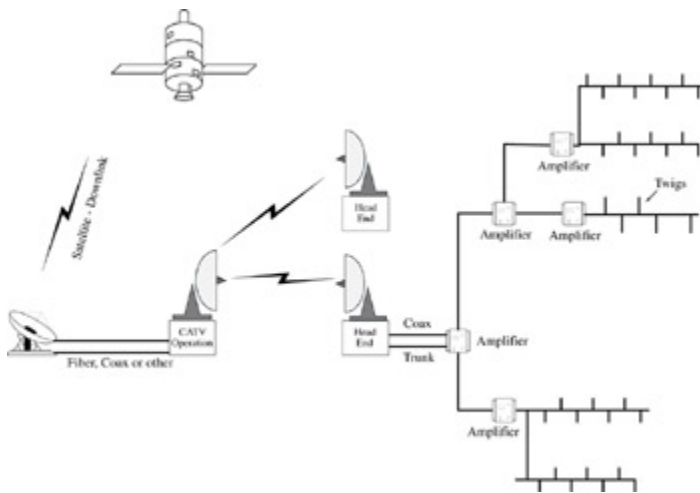 Satellite - Downlink
Head
End
Amplifier
Twigs
Amplifier
Amplifier
CATV
Operation
Fiber, Coax or other
Head
End
Coax
Trunk
Amplifier
Amplifier